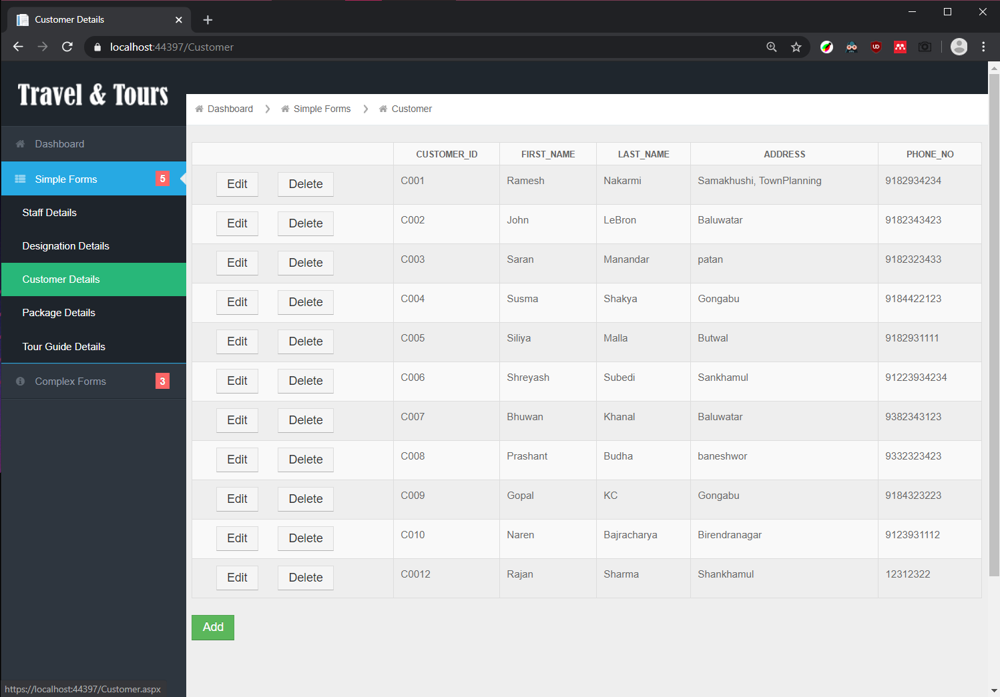 Customer Details
localhost:44397/Customer
Travel & Tours
Dashboard
Simple Forms 5
Staff Details
Designation Details
Customer Details
Package Details
Tour Guide Details
Complex Forms 3
Dashboard Simple Forms Customer
CUSTOMER_ID FIRST_NAME LAST_NAME ADDRESS PHONE_NO
Edit Delete C001 Ramesh Nakarmi Samakhushi, TownPlanning 9182934234
Edit Delete C002 John LeBron Baluwatar 9182343423
Edit Delete C003 Saran Manandar patan 9182323433
Edit Delete C004 Susma Shakya Gongabu 9184422123
Edit Delete C005 Siliya Malla Butwal 9182931111
Edit Delete C006 Shreyash Subedi Sankhamul 91223934234
Edit Delete C007 Bhuwan Khanal Baluwatar 9382343123
Edit Delete C008 Prashant Budha baneshwor 9332323423
Edit Delete C009 Gopal KC Gongabu 9184323223
Edit Delete C010 Naren Bajracharya Birendranagar 9123931112
Edit Delete C0012 Rajan Sharma Shankhamul 12312322
Add
https://localhost:44397/Customer.aspx